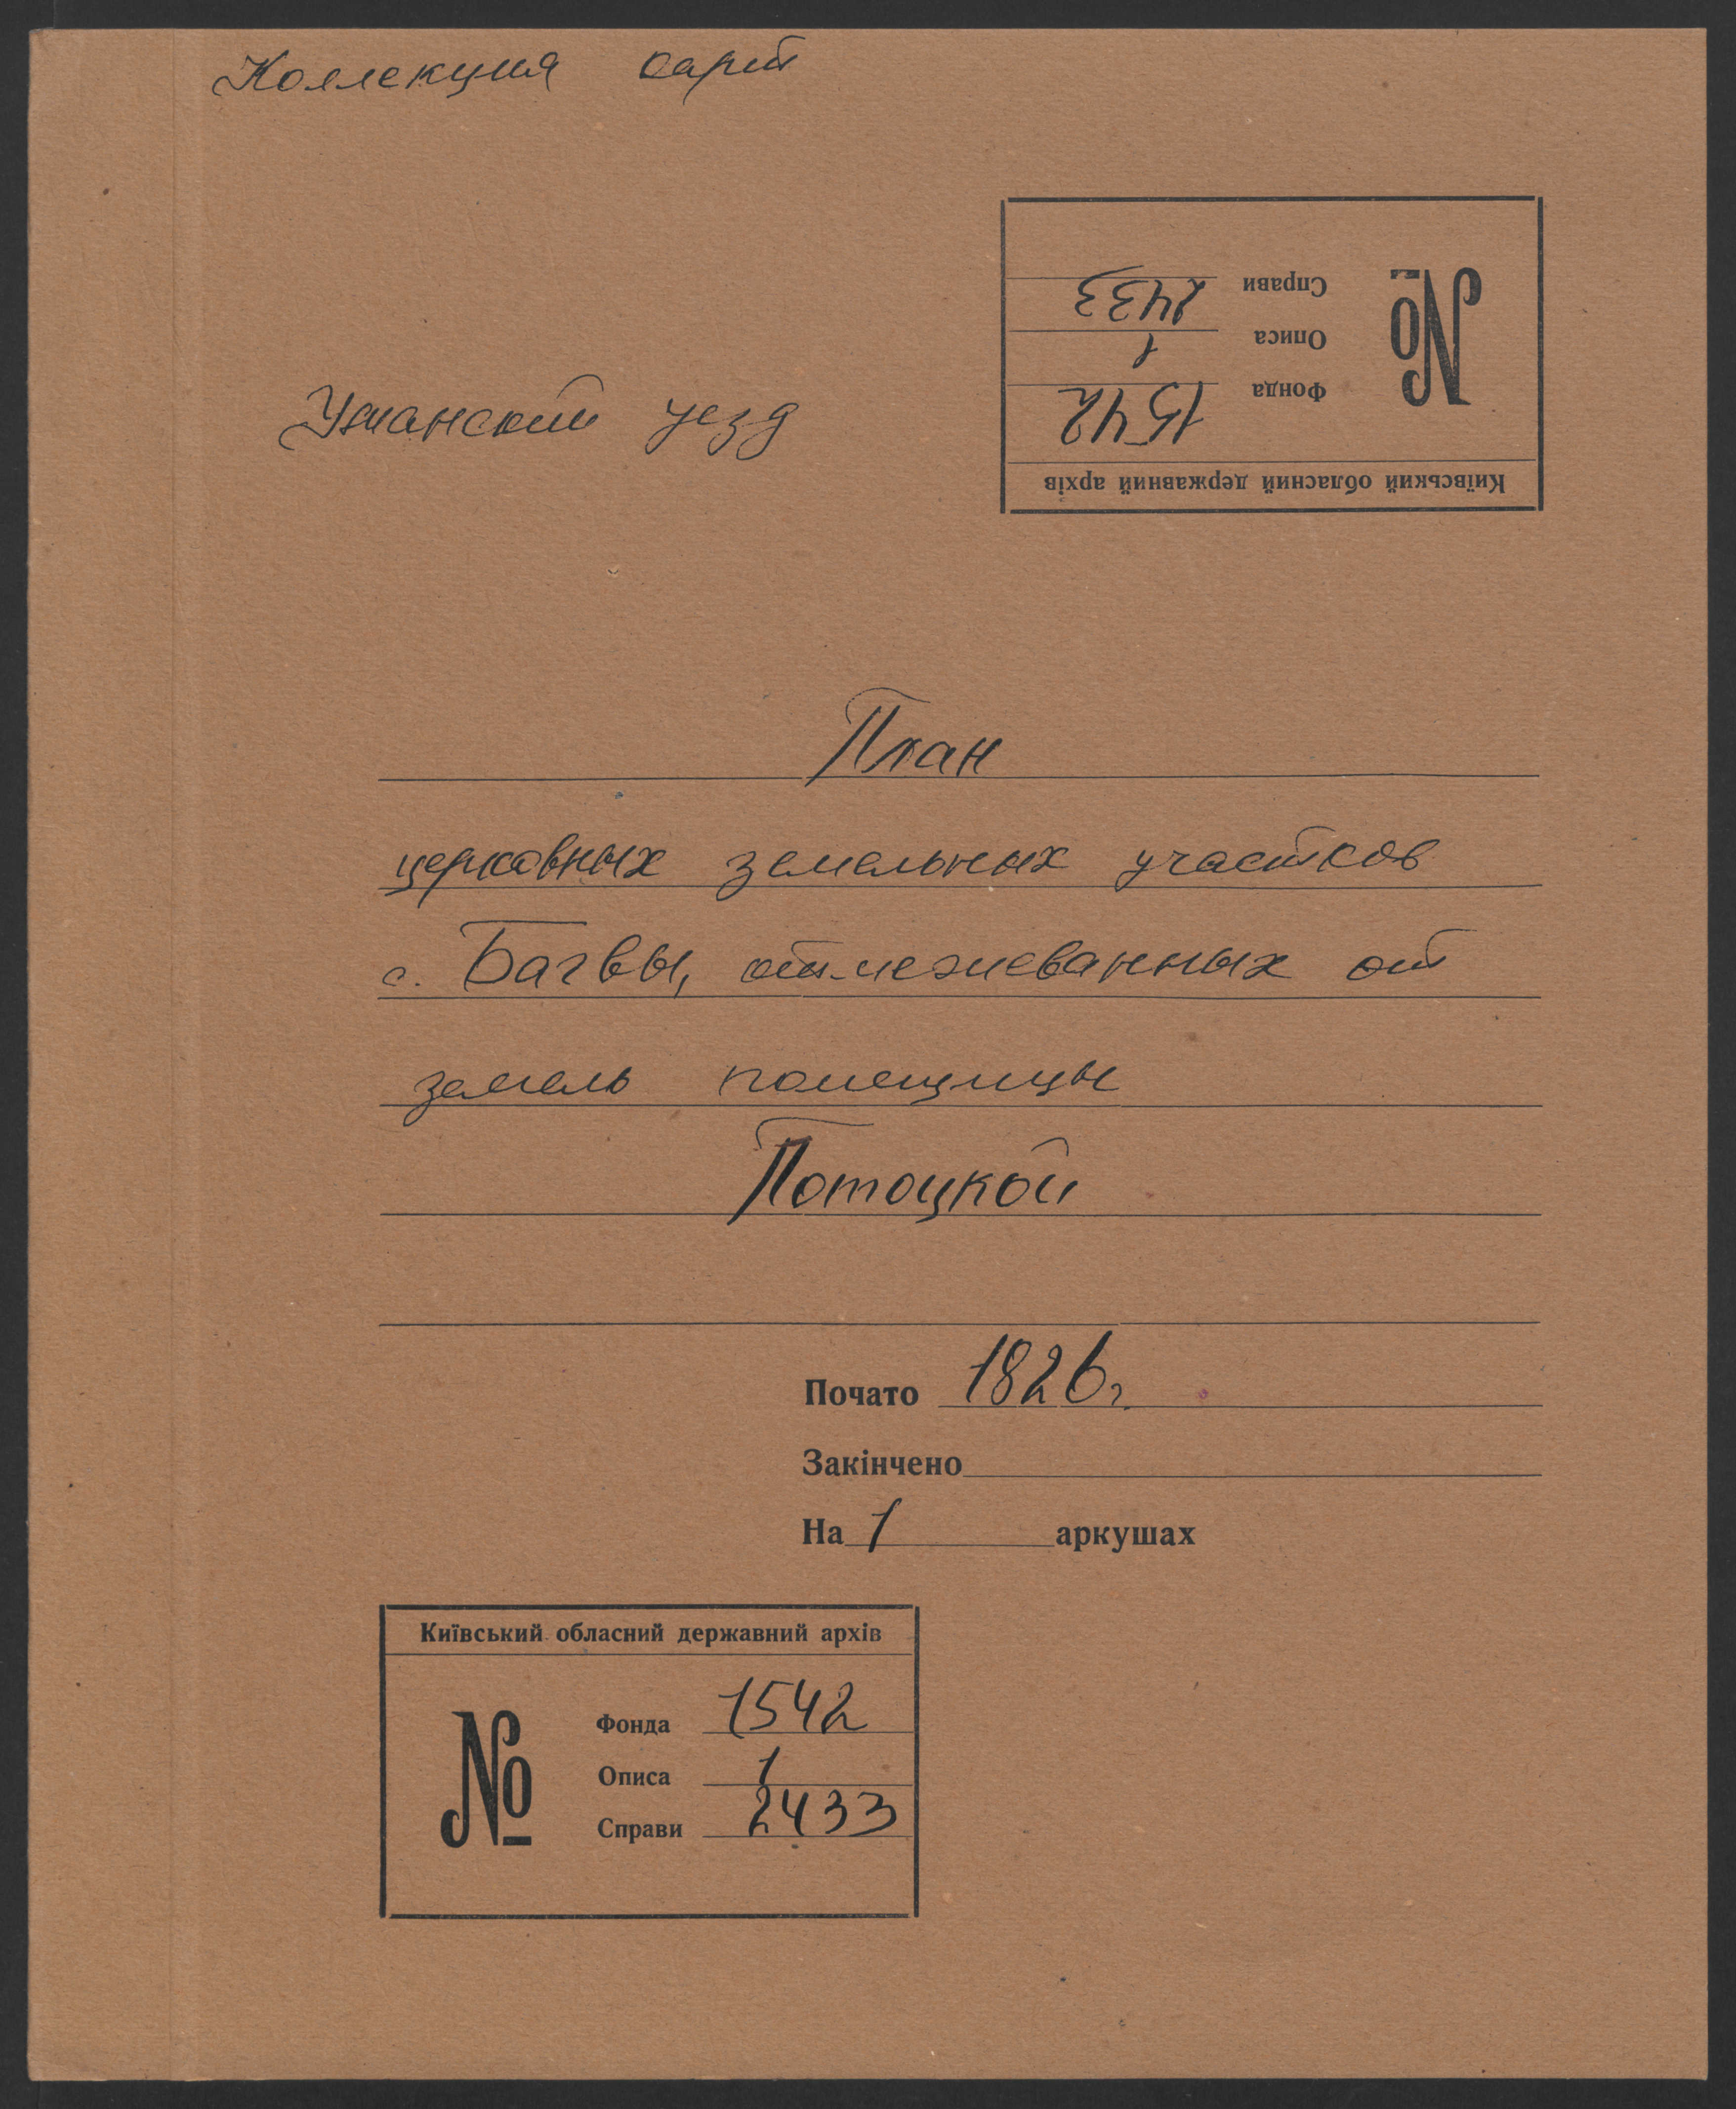 Коллекция карт
Справи 2433
Описа 1
Фонда 1542
№
Київський обласний державний архів
Уманский уезд
План
церковных земельных участков
с. Багвы, отмежеванных от
земель помещицы
Потоцкой
Почато 1826 г.
Закінчено
На 1 аркушах
Київський обласний державний архів
№
Фонда 1542
Описа 1
Справи 2433